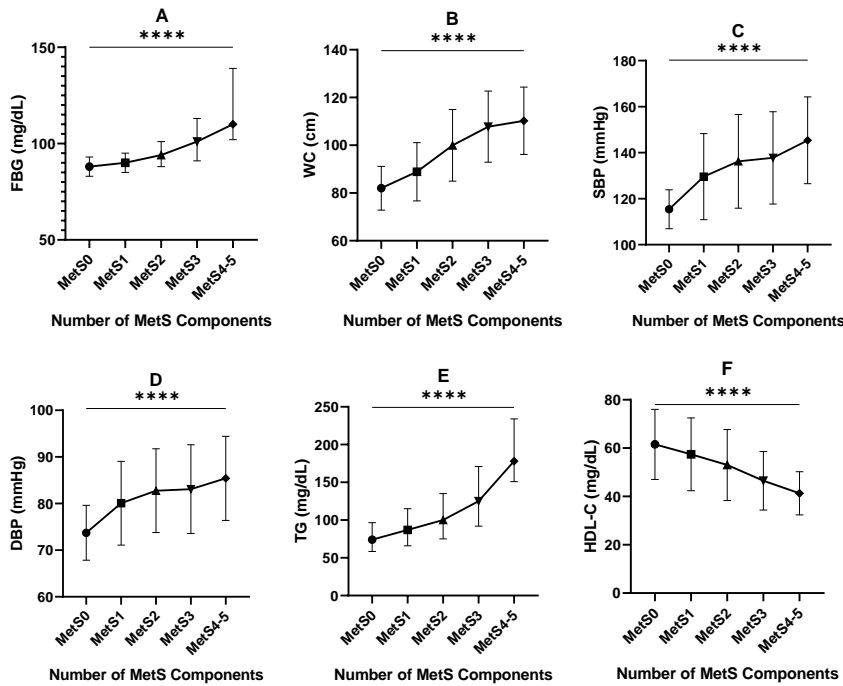 A
****
FBG (mg/dL)
150
100
50
MetS0
MetS1
MetS2
MetS3
MetS4-5
Number of MetS Components
B
****
WC (cm)
140
120
100
80
60
MetS0
MetS1
MetS2
MetS3
MetS4-5
Number of MetS Components
C
****
SBP (mmHg)
180
160
140
120
100
MetS0
MetS1
MetS2
MetS3
MetS4-5
Number of MetS Components
D
****
DBP (mmHg)
100
90
80
70
60
MetS0
MetS1
MetS2
MetS3
MetS4-5
Number of MetS Components
E
****
TG (mg/dL)
250
200
150
100
50
0
MetS0
MetS1
MetS2
MetS3
MetS4-5
Number of MetS Components
F
****
HDL-C (mg/dL)
80
60
40
20
0
MetS0
MetS1
MetS2
MetS3
MetS4-5
Number of MetS Components